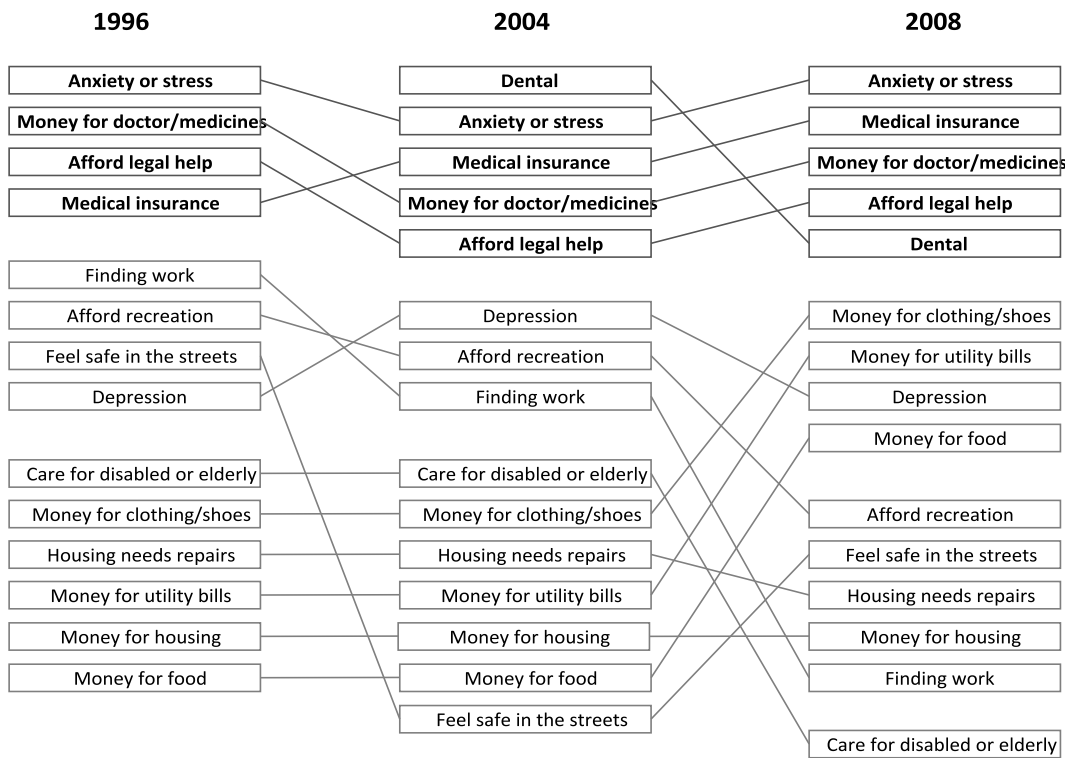 1996
2004
2008
Anxiety or stress
Money for doctor/medicines
Afford legal help
Medical insurance
Finding work
Afford recreation
Feel safe in the streets
Depression
Care for disabled or elderly
Money for clothing/shoes
Housing needs repairs
Money for utility bills
Money for housing
Money for food
Dental
Anxiety or stress
Medical insurance
Money for doctor/medicines
Afford legal help
Depression
Afford recreation
Finding work
Care for disabled or elderly
Money for clothing/shoes
Housing needs repairs
Money for utility bills
Money for housing
Money for food
Feel safe in the streets
Anxiety or stress
Medical insurance
Money for doctor/medicines
Afford legal help
Dental
Money for clothing/shoes
Money for utility bills
Depression
Money for food
Afford recreation
Feel safe in the streets
Housing needs repairs
Money for housing
Finding work
Care for disabled or elderly